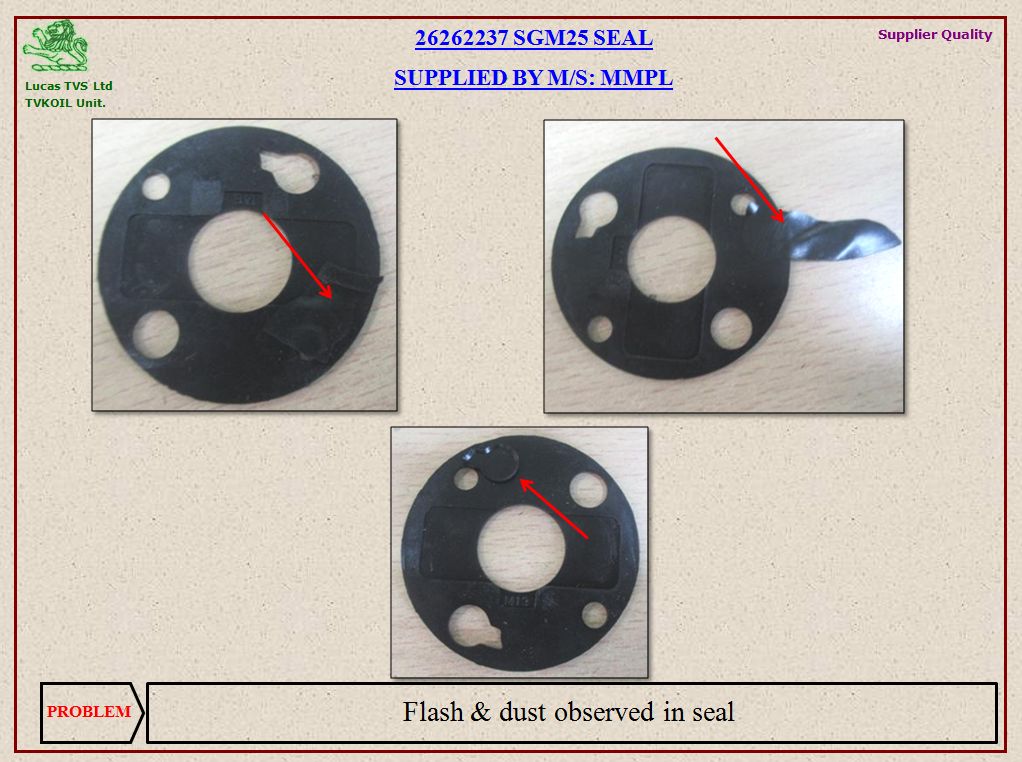 26262237 SGM25 SEAL
SUPPLIED BY M/S: MMPL
Supplier Quality
Lucas TVS Ltd
TVKOIL Unit.
PROBLEM
Flash & dust observed in seal